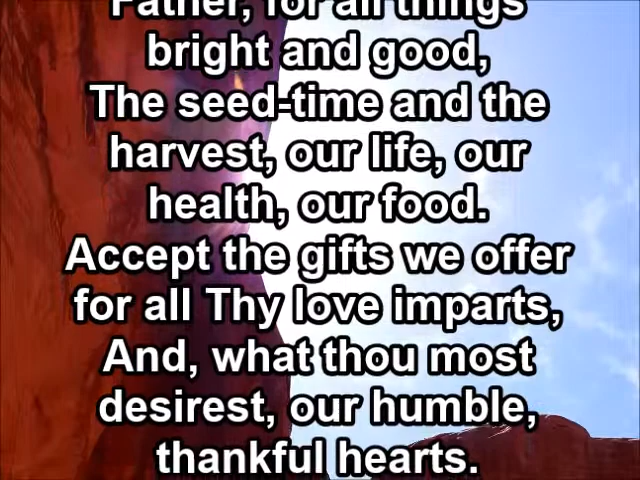 Father, for all things
bright and good,
The seed-time and the
harvest, our life, our
health, our food.
Accept the gifts we offer
for all Thy love imparts,
And, what thou most
desirest, our humble,
thankful hearts.